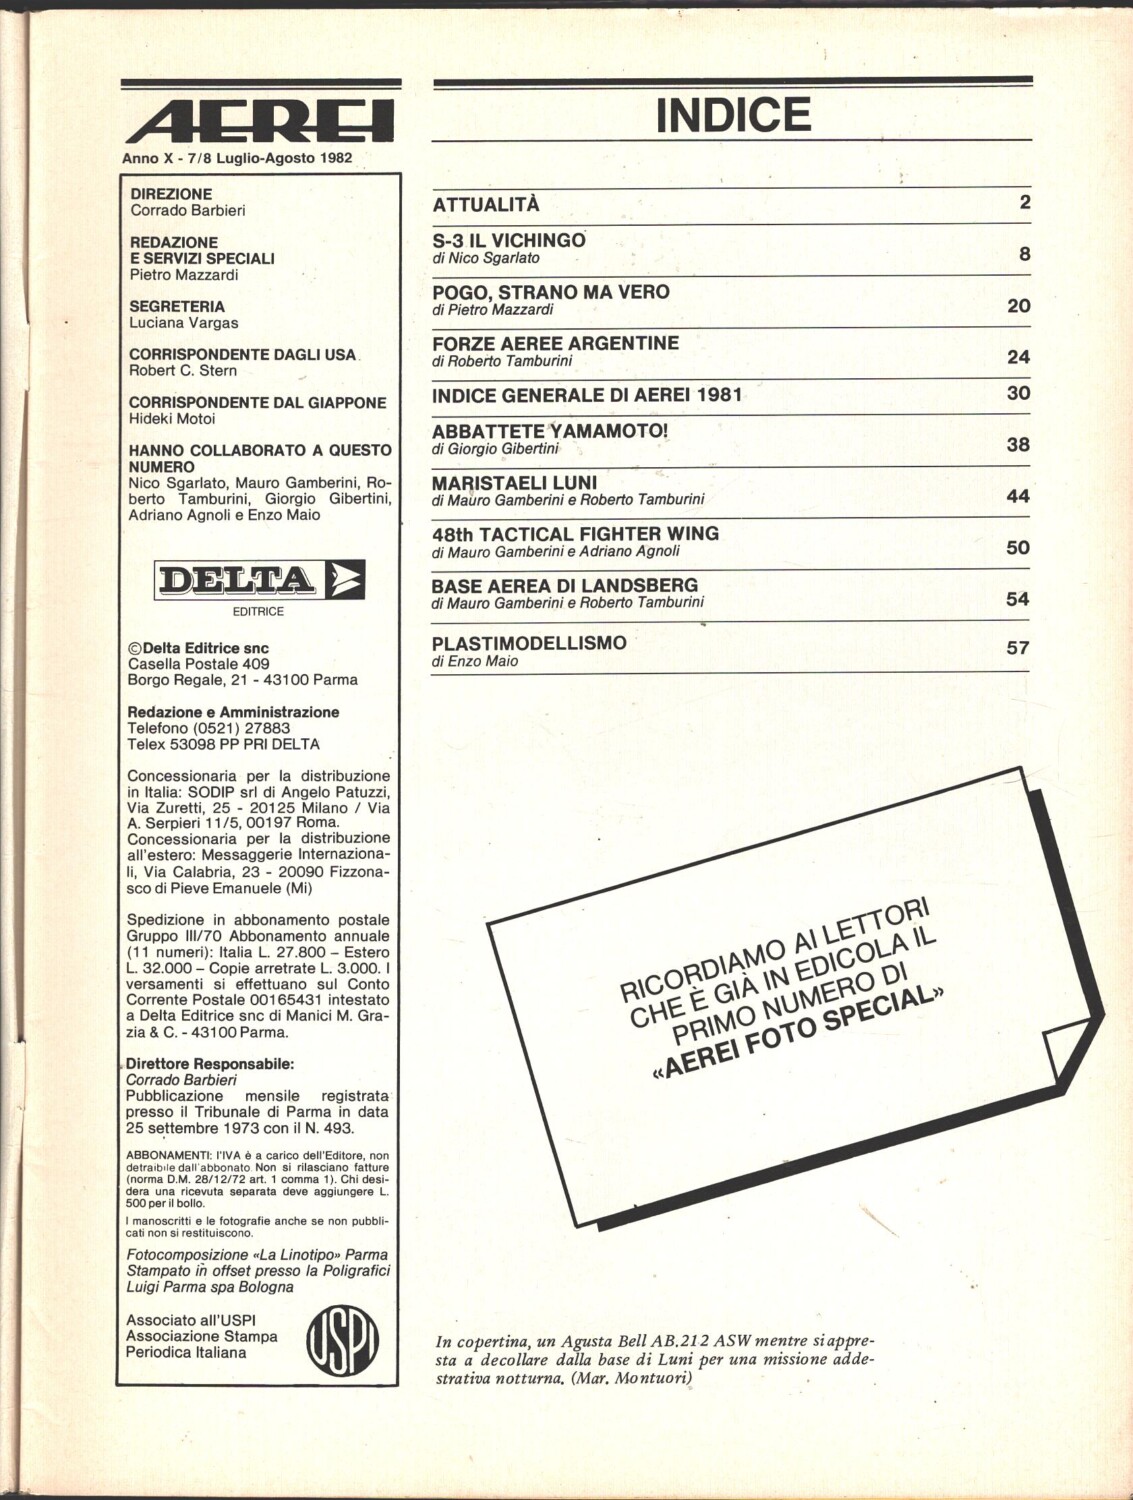 AEREI
Anno X - 7/8 Luglio-Agosto 1982
DIREZIONE
Corrado Barbieri
REDAZIONE
E SERVIZI SPECIALI
Pietro Mazzardi
SEGRETERIA
Luciana Vargas
CORRISPONDENTE DAGLI USA
Robert C. Stern
CORRISPONDENTE DAL GIAPPONE
Hideki Motoi
HANNO COLLABORATO A QUESTO
NUMERO
Nico Sgarlato, Mauro Gamberini, Ro-
berto Tamburini, Giorgio Gibertini,
Adriano Agnoli e Enzo Maio
DELTA
EDITRICE
©Delta Editrice snc
Casella Postale 409
Borgo Regale, 21 - 43100 Parma
Redazione e Amministrazione
Telefono (0521) 27883
Telex 53098 PP PRI DELTA
Concessionaria per la distribuzione
in Italia: SODIP srl di Angelo Patuzzi,
Via Zuretti, 25 - 20125 Milano / Via
A. Serpieri 11/5, 00197 Roma.
Concessionaria per la distribuzione
all'estero: Messaggerie Internaziona-
li, Via Calabria, 23 - 20090 Fizzona-
sco di Pieve Emanuele (Mi)
Spedizione in abbonamento postale
Gruppo III/70 Abbonamento annuale
(11 numeri): Italia L. 27.800 – Estero
L. 32.000 – Copie arretrate L. 3.000. I
versamenti si effettuano sul Conto
Corrente Postale 00165431 intestato
a Delta Editrice snc di Manici M. Gra-
zia & C. - 43100 Parma.
Direttore Responsabile:
Corrado Barbieri
Pubblicazione mensile registrata
presso il Tribunale di Parma in data
25 settembre 1973 con il N. 493.
ABBONAMENTI: l'IVA è a carico dell'Editore, non
detraibile dall'abbonato. Non si rilasciano fatture
(norma D.M. 28/12/72 art. 1 comma 1). Chi desi-
dera una ricevuta separata deve aggiungere L.
500 per il bollo.
I manoscritti e le fotografie anche se non pubbli-
cati non si restituiscono.
Fotocomposizione «La Linotipo» Parma
Stampato in offset presso la Poligrafici
Luigi Parma spa Bologna
Associato all'USPI
Associazione Stampa
Periodica Italiana
USPI
INDICE
ATTUALITÀ 2
S-3 IL VICHINGO
di Nico Sgarlato 8
POGO, STRANO MA VERO
di Pietro Mazzardi 20
FORZE AEREE ARGENTINE
di Roberto Tamburini 24
INDICE GENERALE DI AEREI 1981 30
ABBATTETE YAMAMOTO!
di Giorgio Gibertini 38
MARISTAELI LUNI
di Mauro Gamberini e Roberto Tamburini 44
48th TACTICAL FIGHTER WING
di Mauro Gamberini e Adriano Agnoli 50
BASE AEREA DI LANDSBERG
di Mauro Gamberini e Roberto Tamburini 54
PLASTIMODELLISMO 57
di Enzo Maio
RICORDIAMO AI LETTORI
CHE È GIÀ IN EDICOLA IL
PRIMO NUMERO DI
«AEREI FOTO SPECIAL»
In copertina, un Agusta Bell AB.212 ASW mentre si appre-
sta a decollare dalla base di Luni per una missione adde-
strativa notturna. (Mar. Montuori)